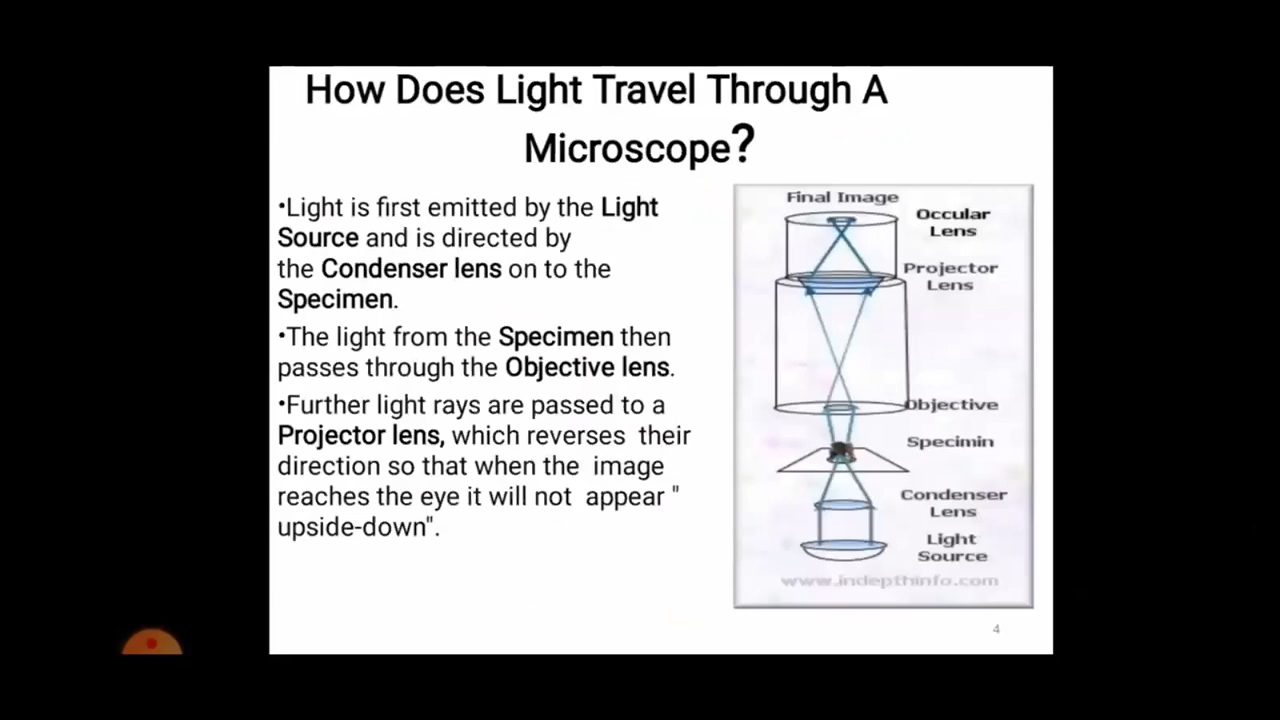 How Does Light Travel Through A
Microscope?
•Light is first emitted by the Light
Source and is directed by
the Condenser lens on to the
Specimen.
•The light from the Specimen then
passes through the Objective lens.
•Further light rays are passed to a
Projector lens, which reverses their
direction so that when the image
reaches the eye it will not appear "
upside-down".
Final Image
Occular
Lens
Projector
Lens
Objective
Specimin
Condenser
Lens
Light
Source
www.indepthinfo.com
4